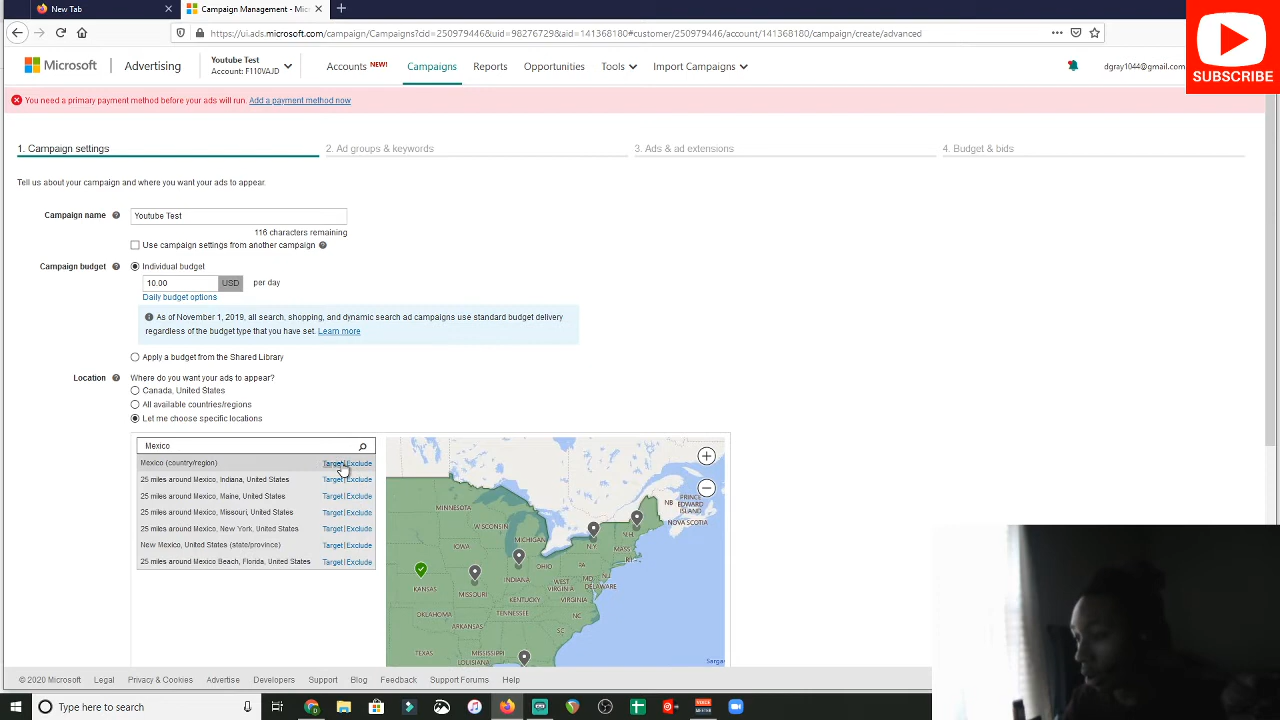 New Tab
Campaign Management - Mic
https://ui.ads.microsoft.com/campaign/Campaigns?cid=250979446&uid=98276729&aid=141368180#customer/250979446/account/141368180/campaign/create/advanced
SUBSCRIBE
Microsoft
Advertising
Youtube Test
Account: F110VAJD
Accounts NEW!
Campaigns
Reports
Opportunities
Tools
Import Campaigns
dgray1044@gmail.com
You need a primary payment method before your ads will run. Add a payment method now
1. Campaign settings
2. Ad groups & keywords
3. Ads & ad extensions
4. Budget & bids
Tell us about your campaign and where you want your ads to appear.
Campaign name
Youtube Test
116 characters remaining
Use campaign settings from another campaign
Campaign budget
Individual budget
10.00 USD per day
Daily budget options
As of November 1, 2019, all search, shopping, and dynamic search ad campaigns use standard budget delivery
regardless of the budget type that you have set. Learn more
Apply a budget from the Shared Library
Location
Where do you want your ads to appear?
Canada, United States
All available countries/regions
Let me choose specific locations
Mexico
Mexico (country/region) Target|Exclude
25 miles around Mexico, Indiana, United States Target|Exclude
25 miles around Mexico, Maine, United States Target|Exclude
25 miles around Mexico, Missouri, United States Target|Exclude
25 miles around Mexico, New York, United States Target|Exclude
New Mexico, United States (state/province) Target|Exclude
25 miles around Mexico Beach, Florida, United States Target|Exclude
MINNESOTA
WISCONSIN
MICHIGAN
IOWA
N.Y.
N.H.
MASS
R.I.
NB
PRINCE
EDWARD
ISLAND
NOVA SCOTIA
KANSAS
MISSOURI
INDIANA
OHIO
PA
NJ
MD
DELAWARE
WEST
VIRGINIA
KENTUCKY
VIRGINIA
OKLAHOMA
TENNESSEE
ARKANSAS
SC
MISSISSIPPI
TEXAS
LOUISIANA
Sargas
© 2020 Microsoft
Legal
Privacy & Cookies
Advertise
Developers
Support
Blog
Feedback
Support Forums
Help
Type here to search
VOICE
MEETER